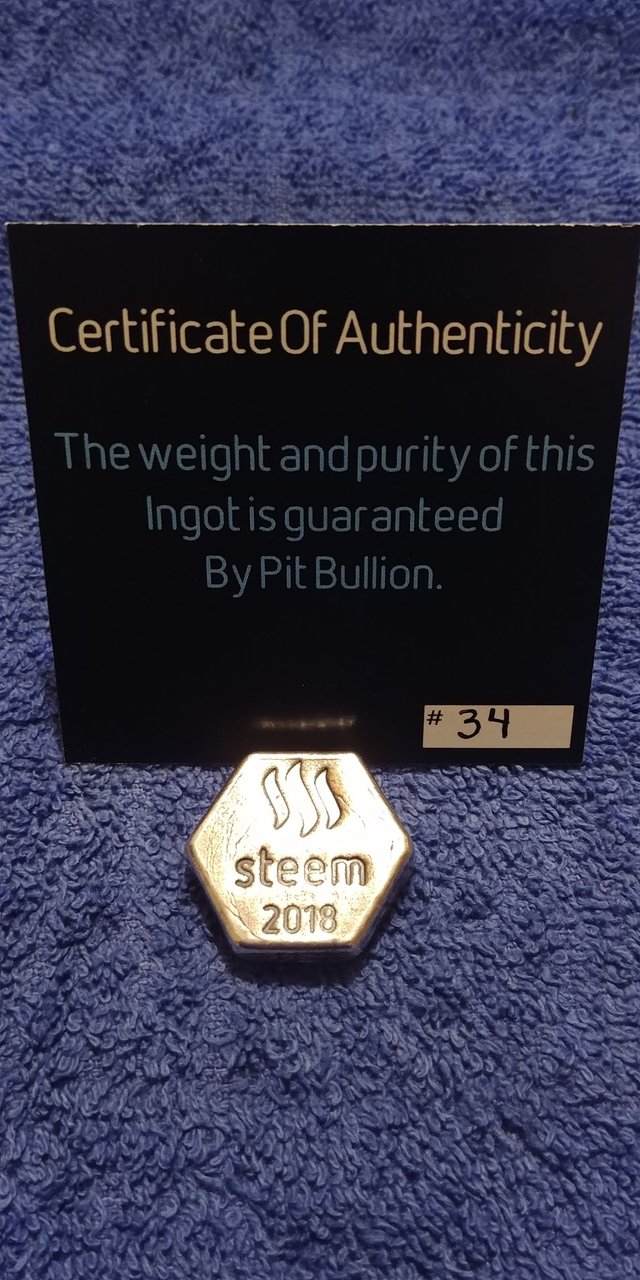 Certificate Of Authenticity
The weight and purity of this
Ingot is guaranteed
By Pit Bullion.
# 34
steem
2018